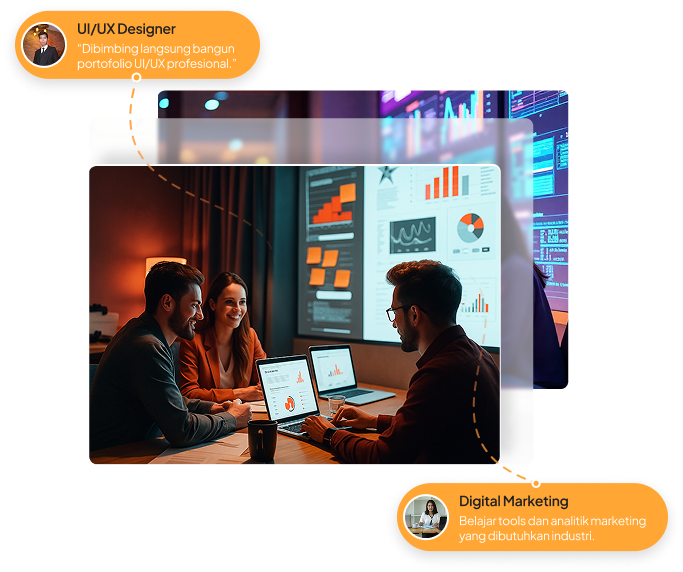 UI/UX Designer
“Dibimbing langsung bangun
portofolio UI/UX profesional.”
Digital Marketing
Belajar tools dan analitik marketing
yang dibutuhkan industri.